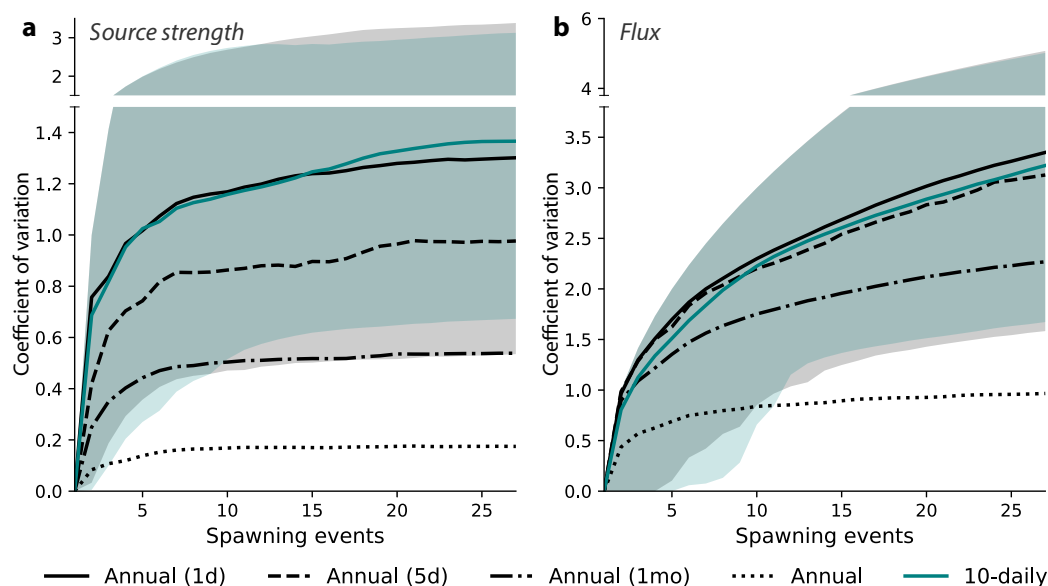 a Source strength
3
2
1.4
1.2
1.0
0.8
0.6
0.4
0.2
0.0
Coefficient of variation
5 10 15 20 25
Spawning events
b Flux
6
4
3.5
3.0
2.5
2.0
1.5
1.0
0.5
0.0
Coefficient of variation
5 10 15 20 25
Spawning events
Annual (1d) Annual (5d) Annual (1mo) Annual 10-daily